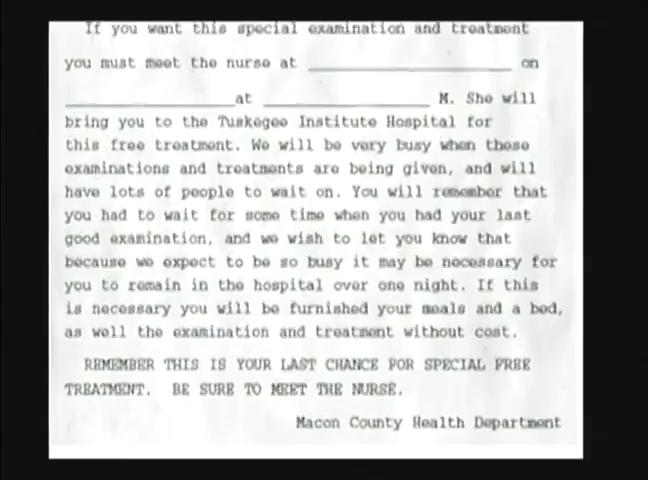 If you want this special examination and treatment
you must meet the nurse at ____________________ on
_________________at _________________ M. She will
bring you to the Tuskegee Institute Hospital for
this free treatment. We will be very busy when these
examinations and treatments are being given, and will
have lots of people to wait on. You will remember that
you had to wait for some time when you had your last
good examination, and we wish to let you know that
because we expect to be so busy it may be necessary for
you to remain in the hospital over one night. If this
is necessary you will be furnished your meals and a bed,
as well the examination and treatment without cost.
REMEMBER THIS IS YOUR LAST CHANCE FOR SPECIAL FREE
TREATMENT. BE SURE TO MEET THE NURSE.
Macon County Health Department